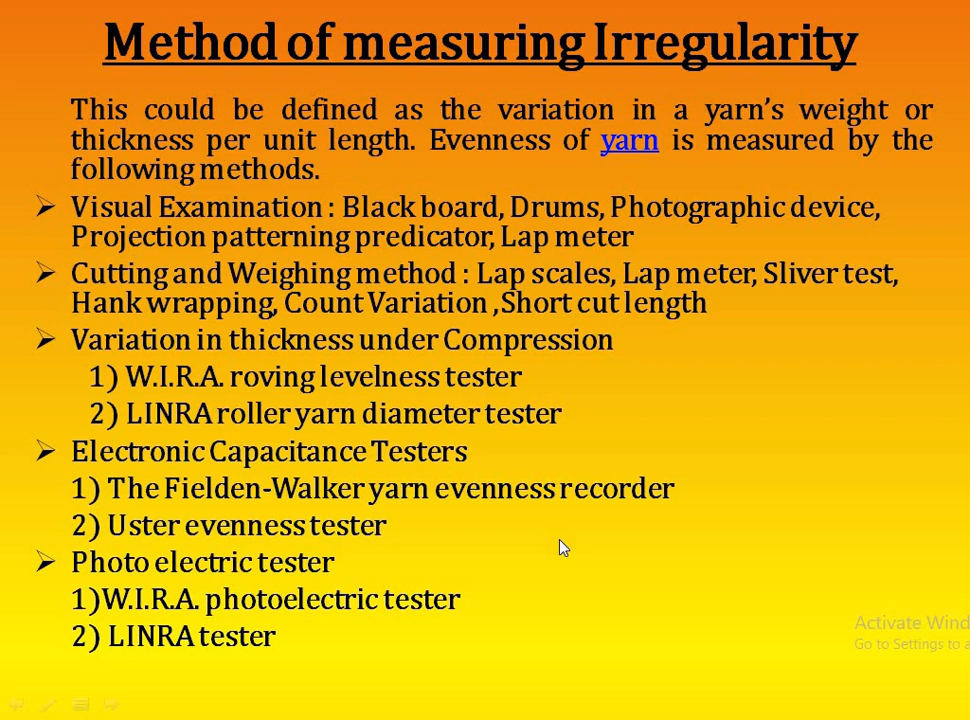 Method of measuring Irregularity
This could be defined as the variation in a yarn's weight or
thickness per unit length. Evenness of yarn is measured by the
following methods.
➢ Visual Examination : Black board, Drums, Photographic device,
Projection patterning predicator, Lap meter
➢ Cutting and Weighing method : Lap scales, Lap meter, Sliver test,
Hank wrapping, Count Variation ,Short cut length
➢ Variation in thickness under Compression
1) W.I.R.A. roving levelness tester
2) LINRA roller yarn diameter tester
➢ Electronic Capacitance Testers
1) The Fielden-Walker yarn evenness recorder
2) Uster evenness tester
➢ Photo electric tester
1)W.I.R.A. photoelectric tester
2) LINRA tester
Activate Wind
Go to Settings to a